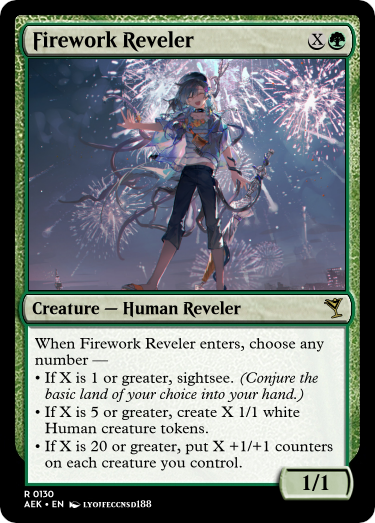 Firework Reveler
X
Creature — Human Reveler
When Firework Reveler enters, choose any
number —
• If X is 1 or greater, sightsee. (Conjure the
basic land of your choice into your hand.)
• If X is 5 or greater, create X 1/1 white
Human creature tokens.
• If X is 20 or greater, put X +1/+1 counters
on each creature you control.
1/1
R 0130
AEK • EN LYOJFECCNSD188